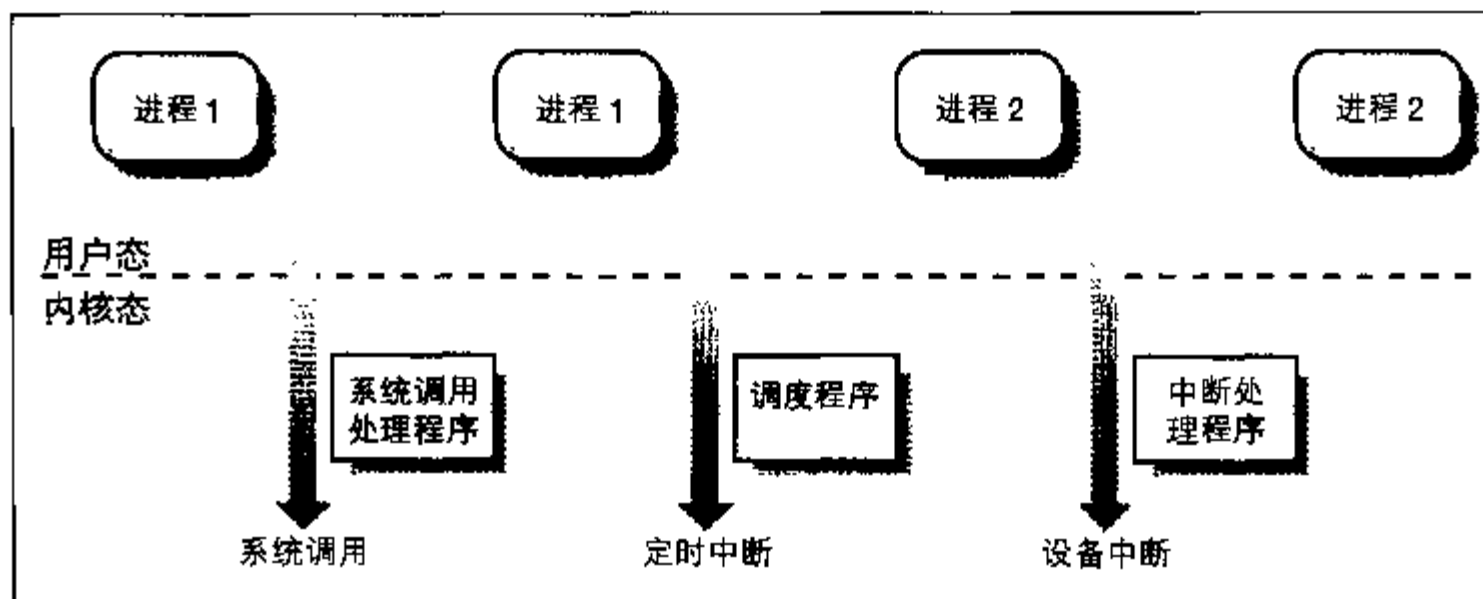 进程 1
进程 1
进程 2
进程 2
用户态
内核态
系统调用
处理程序
调度程序
中断处
理程序
系统调用
定时中断
设备中断